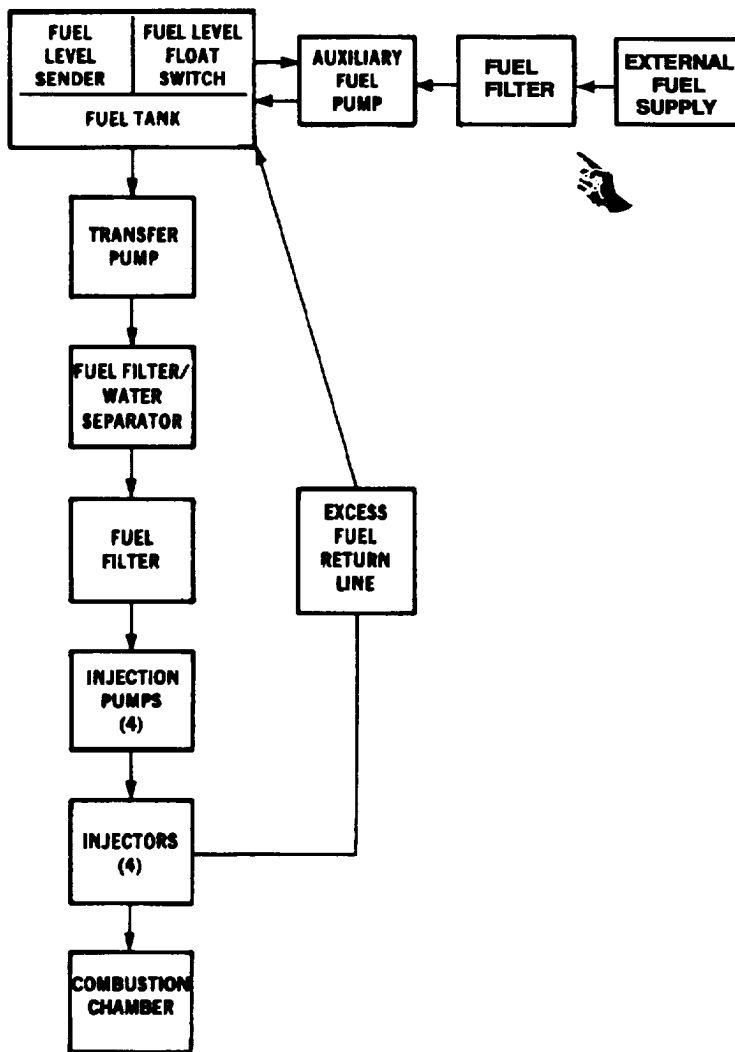 FUEL
LEVEL
SENDER
FUEL LEVEL
FLOAT
SWITCH
FUEL TANK
AUXILIARY
FUEL
PUMP
FUEL
FILTER
EXTERNAL
FUEL
SUPPLY
TRANSFER
PUMP
FUEL FILTER/
WATER
SEPARATOR
FUEL
FILTER
EXCESS
FUEL
RETURN
LINE
INJECTION
PUMPS
(4)
INJECTORS
(4)
COMBUSTION
CHAMBER